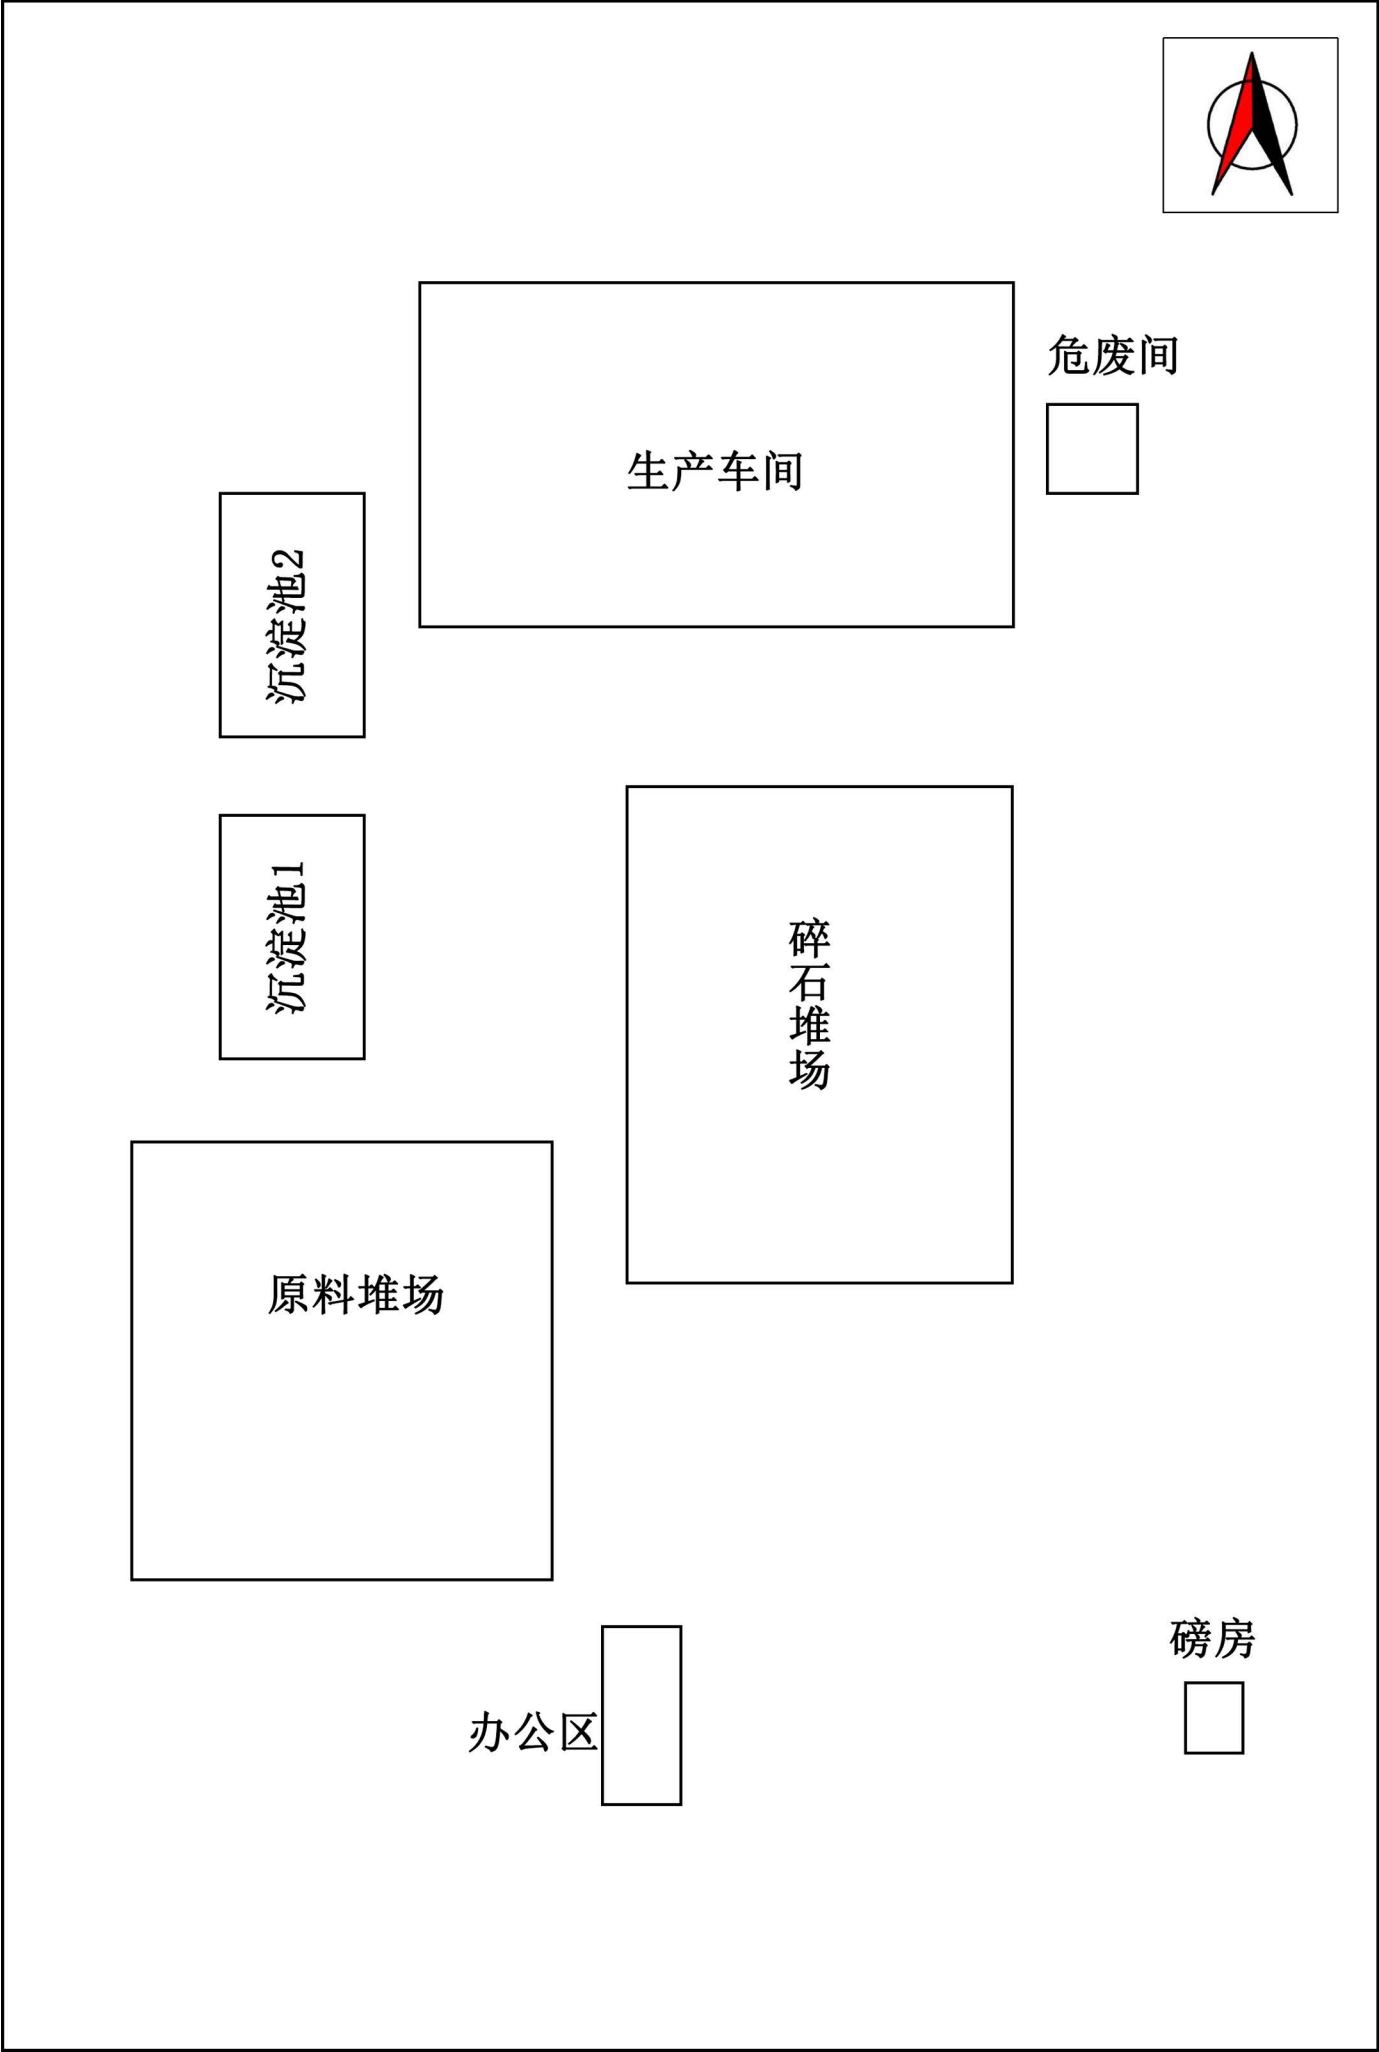 危废间
生产车间
沉淀池2
沉淀池1
碎石堆场
原料堆场
磅房
办公区